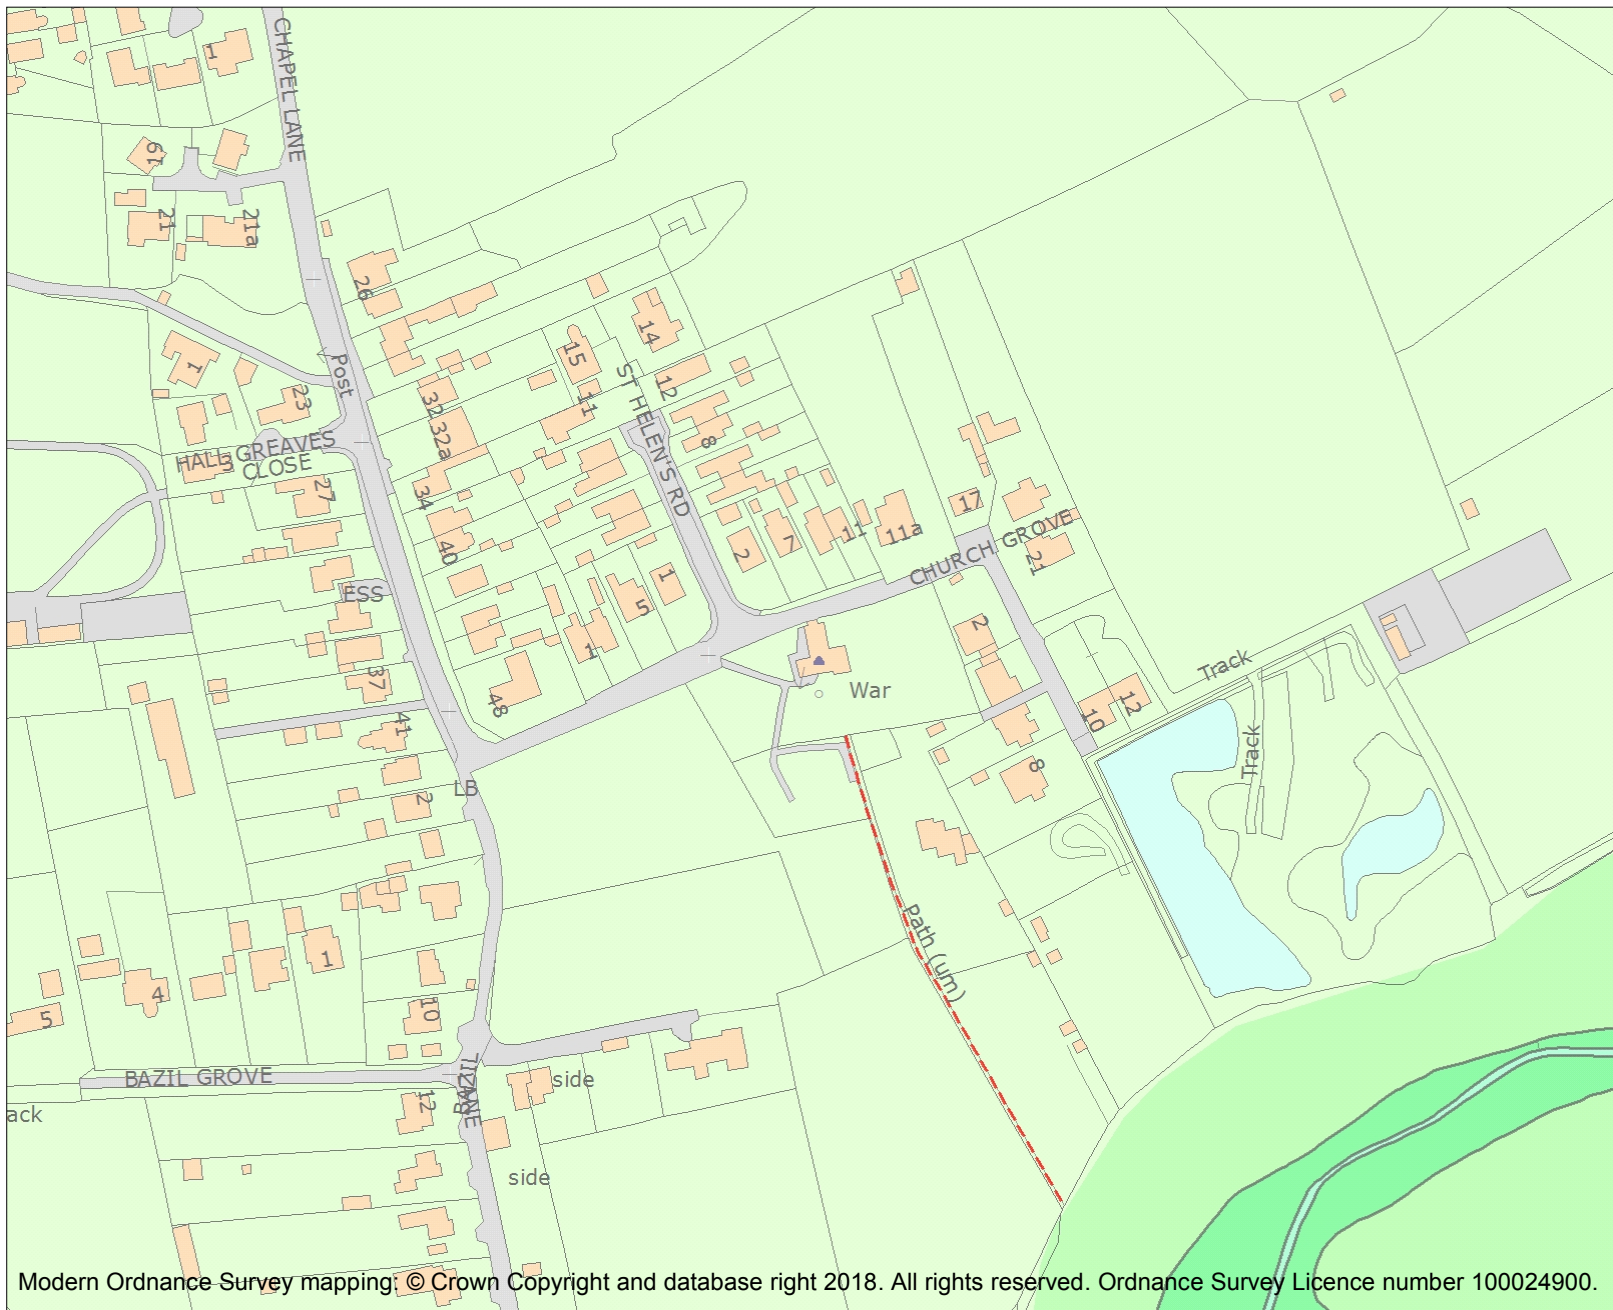 CHAPEL LANE
1
19
21
21a
26
Post
1
23
14
15
11
12
ST HELEN'S RD
32
32a
8
HALL GREAVES
CLOSE
3
27
34
40
17
11
11a
7
2
CHURCH GROVE
21
ESS
1
5
1
2
37
48
41
War
Track
10
12
Track
8
LB
2
Path (um)
1
4
5
10
BAZIL GROVE
BAZIL
LANE
12
side
ack
side
Modern Ordnance Survey mapping: © Crown Copyright and database right 2018. All rights reserved. Ordnance Survey Licence number 100024900.